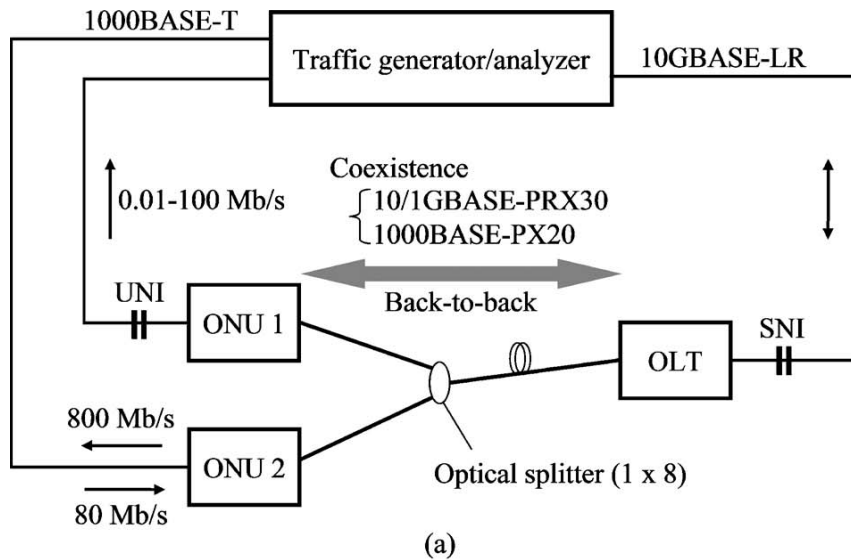 1000BASE-T
Traffic generator/analyzer
10GBASE-LR
0.01-100 Mb/s
Coexistence
10/1GBASE-PRX30
1000BASE-PX20
Back-to-back
UNI
ONU 1
OLT
SNI
800 Mb/s
ONU 2
80 Mb/s
Optical splitter (1 x 8)
(a)